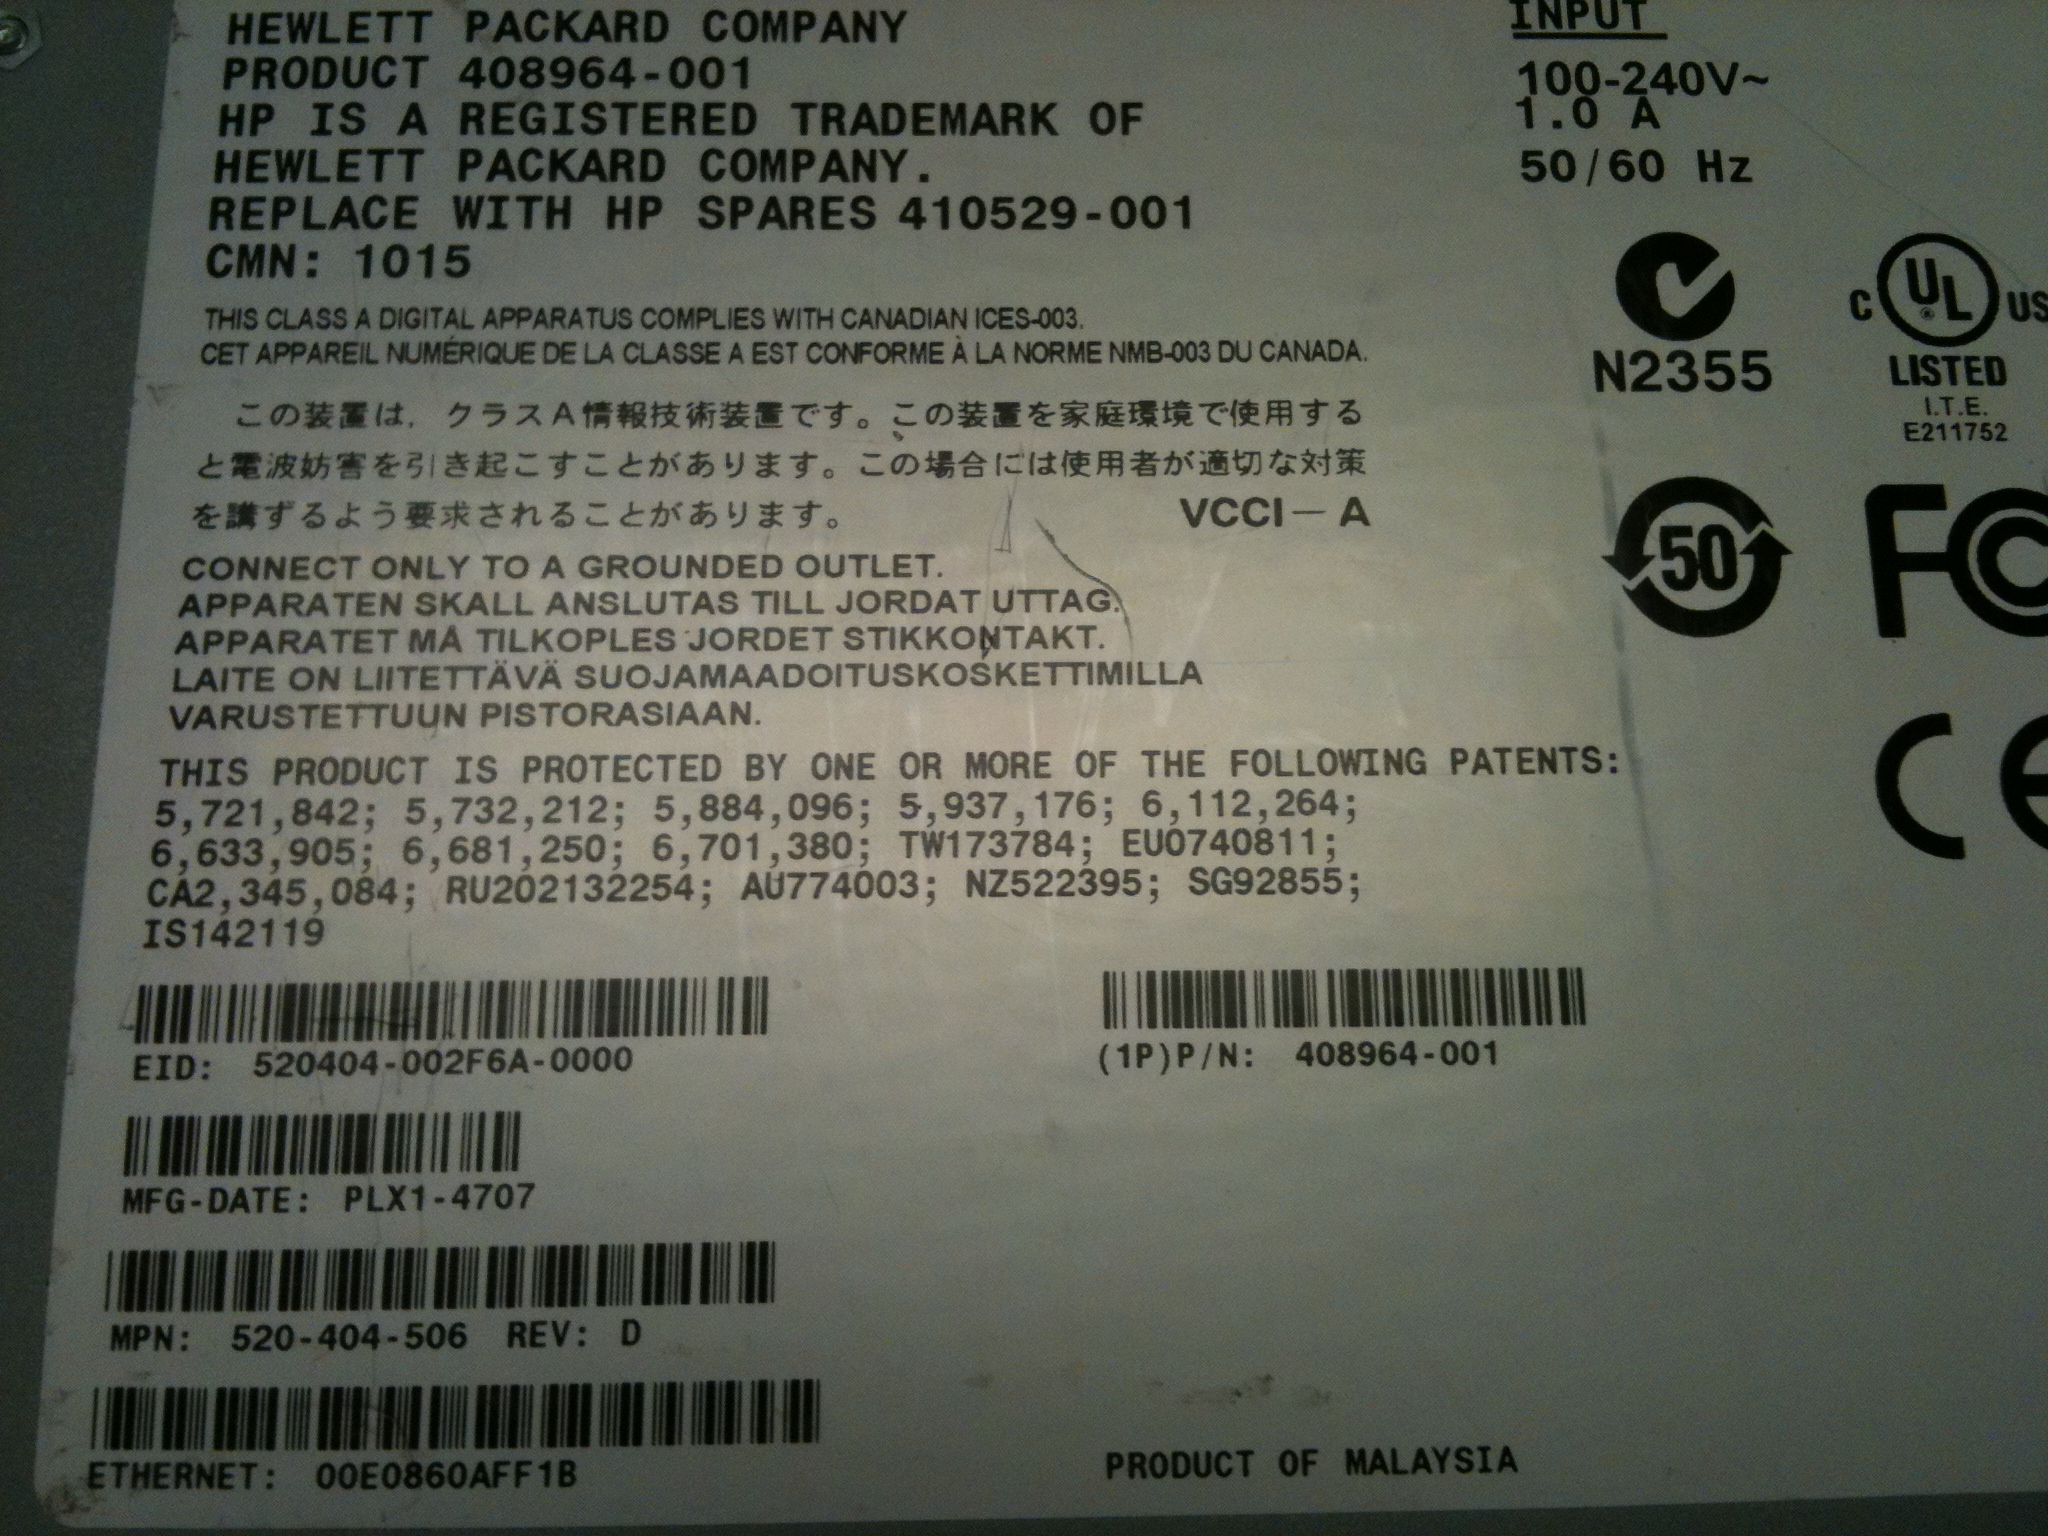 HEWLETT PACKARD COMPANY
PRODUCT 408964-001
HP IS A REGISTERED TRADEMARK OF
HEWLETT PACKARD COMPANY.
REPLACE WITH HP SPARES 410529-001
CMN: 1015
THIS CLASS A DIGITAL APPARATUS COMPLIES WITH CANADIAN ICES-003.
CET APPAREIL NUMÉRIQUE DE LA CLASSE A EST CONFORME À LA NORME NMB-003 DU CANADA.
この装置は，クラスA情報技術装置です。この装置を家庭環境で使用する
と電波妨害を引き起こすことがあります。この場合には使用者が適切な対策
を講ずるよう要求されることがあります。 VCCI－A
CONNECT ONLY TO A GROUNDED OUTLET.
APPARATEN SKALL ANSLUTAS TILL JORDAT UTTAG.
APPARATET MÅ TILKOPLES JORDET STIKKONTAKT.
LAITE ON LIITETTÄVÄ SUOJAMAADOITUSKOSKETTIMILLA
VARUSTETTUUN PISTORASIAAN.
THIS PRODUCT IS PROTECTED BY ONE OR MORE OF THE FOLLOWING PATENTS:
5,721,842; 5,732,212; 5,884,096; 5,937,176; 6,112,264;
6,633,905; 6,681,250; 6,701,380; TW173784; EU0740811;
CA2,345,084; RU202132254; AU774003; NZ522395; SG92855;
IS142119
EID: 520404-002F6A-0000
(1P)P/N: 408964-001
MFG-DATE: PLX1-4707
MPN: 520-404-506 REV: D
ETHERNET: 00E0860AFF1B
PRODUCT OF MALAYSIA
INPUT
100-240V~
1.0 A
50/60 Hz
N2355
C UL ® US
LISTED
I.T.E.
E211752
50
FC
CE